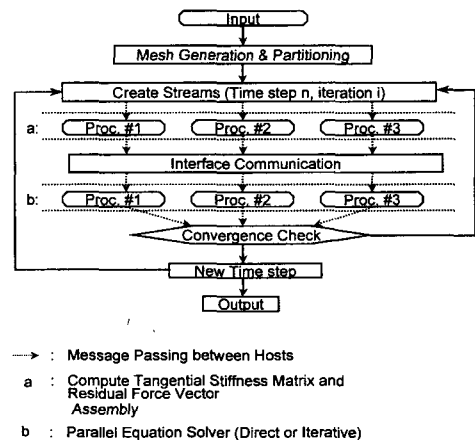 Input
Mesh Generation & Partitioning
Create Streams (Time step n, iteration i)
a: Proc. #1 Proc. #2 Proc. #3
Interface Communication
b: Proc. #1 Proc. #2 Proc. #3
Convergence Check
New Time step
Output
: Message Passing between Hosts
a : Compute Tangential Stiffness Matrix and
Residual Force Vector
Assembly
b : Parallel Equation Solver (Direct or Iterative)